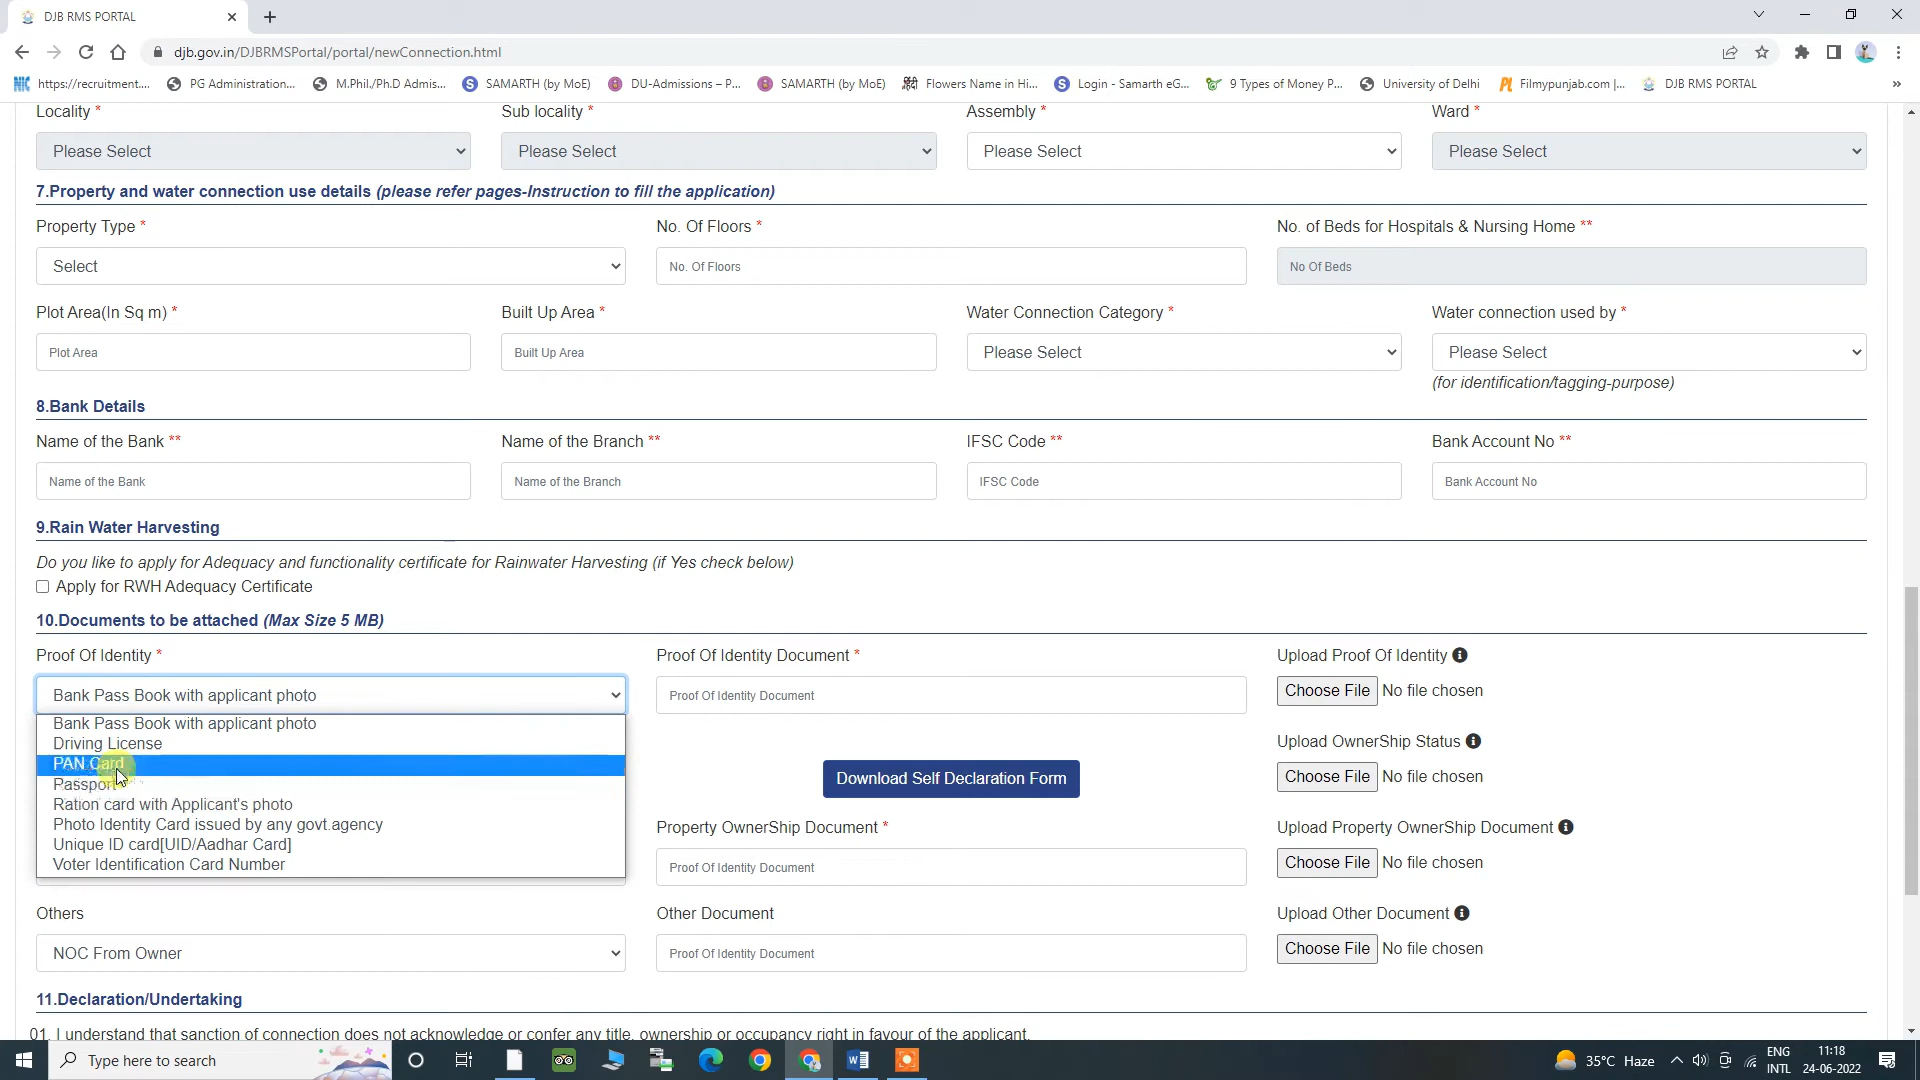 DJB RMS PORTAL
djb.gov.in/DJBRMSPortal/portal/newConnection.html
https://recruitment.... PG Administration... M.Phil./Ph.D Admis... SAMARTH (by MoE) DU-Admissions – P... SAMARTH (by MoE) Flowers Name in Hi... Login - Samarth eG... 9 Types of Money P... University of Delhi Filmypunjab.com |... DJB RMS PORTAL »
Locality * Sub locality * Assembly * Ward *
Please Select Please Select Please Select Please Select
7.Property and water connection use details (please refer pages-Instruction to fill the application)
Property Type * No. Of Floors * No. of Beds for Hospitals & Nursing Home **
Select No. Of Floors No Of Beds
Plot Area(In Sq m) * Built Up Area * Water Connection Category * Water connection used by *
Plot Area Built Up Area Please Select Please Select
(for identification/tagging-purpose)
8.Bank Details
Name of the Bank ** Name of the Branch ** IFSC Code ** Bank Account No **
Name of the Bank Name of the Branch IFSC Code Bank Account No
9.Rain Water Harvesting
Do you like to apply for Adequacy and functionality certificate for Rainwater Harvesting (if Yes check below)
Apply for RWH Adequacy Certificate
10.Documents to be attached (Max Size 5 MB)
Proof Of Identity * Proof Of Identity Document * Upload Proof Of Identity
Bank Pass Book with applicant photo Proof Of Identity Document Choose File No file chosen
Bank Pass Book with applicant photo
Driving License Upload OwnerShip Status
PAN Card
Passport Download Self Declaration Form Choose File No file chosen
Ration card with Applicant's photo
Photo Identity Card issued by any govt.agency Property OwnerShip Document * Upload Property OwnerShip Document
Unique ID card[UID/Aadhar Card]
Voter Identification Card Number Proof Of Identity Document Choose File No file chosen
Others Other Document Upload Other Document
NOC From Owner Proof Of Identity Document Choose File No file chosen
11.Declaration/Undertaking
01. I understand that sanction of connection does not acknowledge or confer any title, ownership or occupancy right in favour of the applicant.
Type here to search 35°C Haze ENG INTL 11:18 24-06-2022